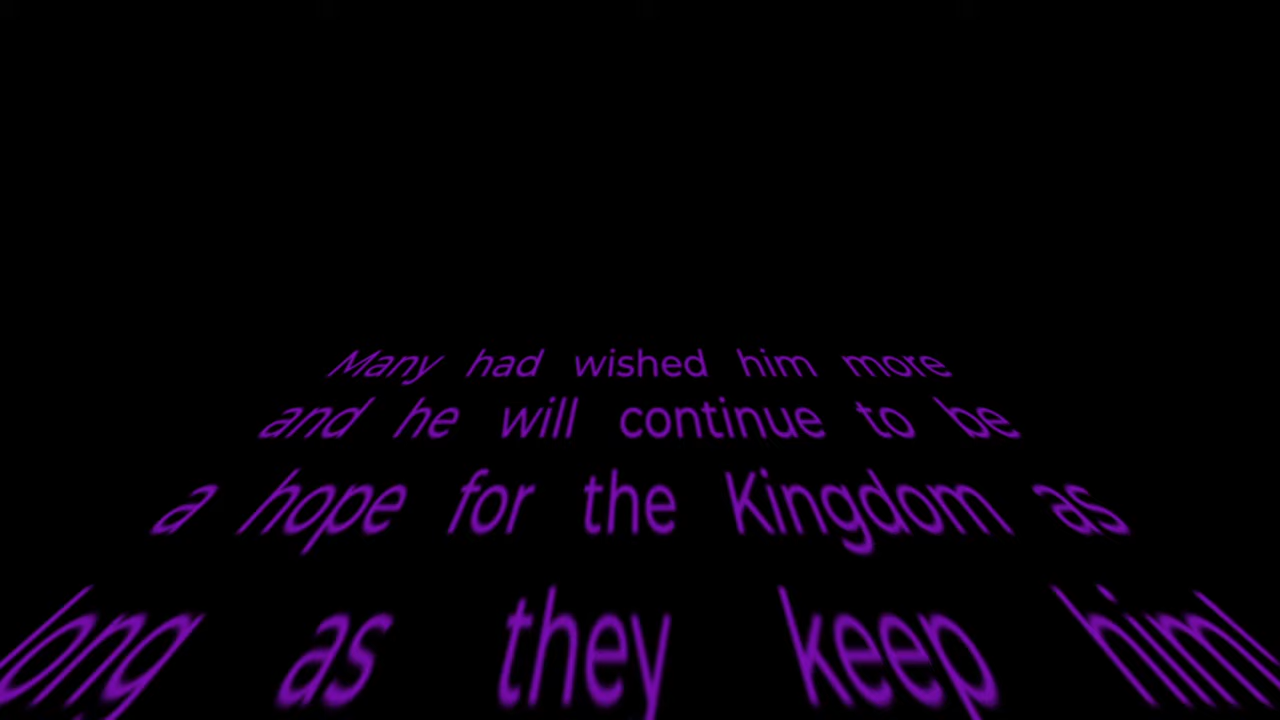 Many had wished him more
and he will continue to be
a hope for the Kingdom as
long as they keep him!